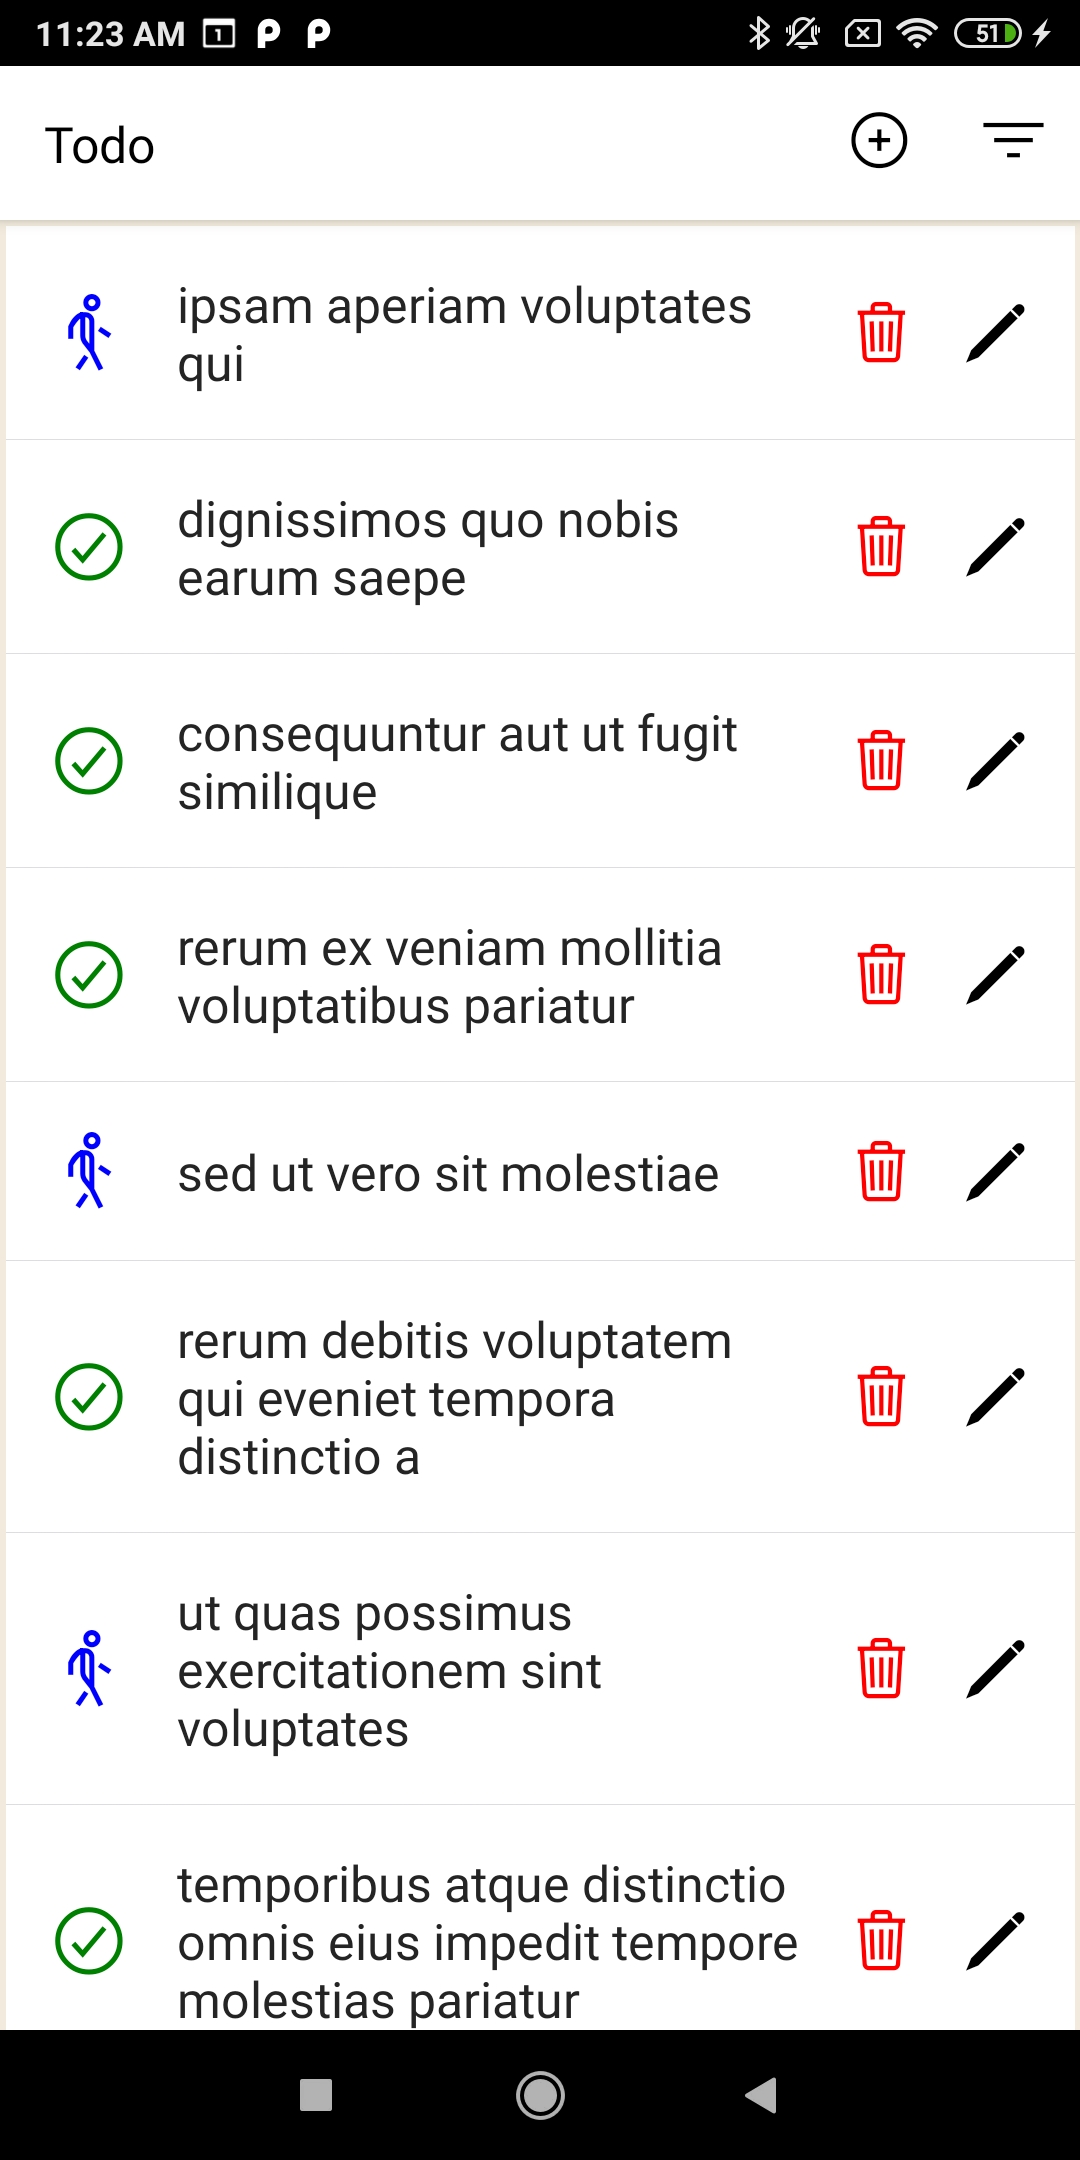 11:23 AM 1 51
Todo
ipsam aperiam voluptates
qui
dignissimos quo nobis
earum saepe
consequuntur aut ut fugit
similique
rerum ex veniam mollitia
voluptatibus pariatur
sed ut vero sit molestiae
rerum debitis voluptatem
qui eveniet tempora
distinctio a
ut quas possimus
exercitationem sint
voluptates
temporibus atque distinctio
omnis eius impedit tempore
molestias pariatur